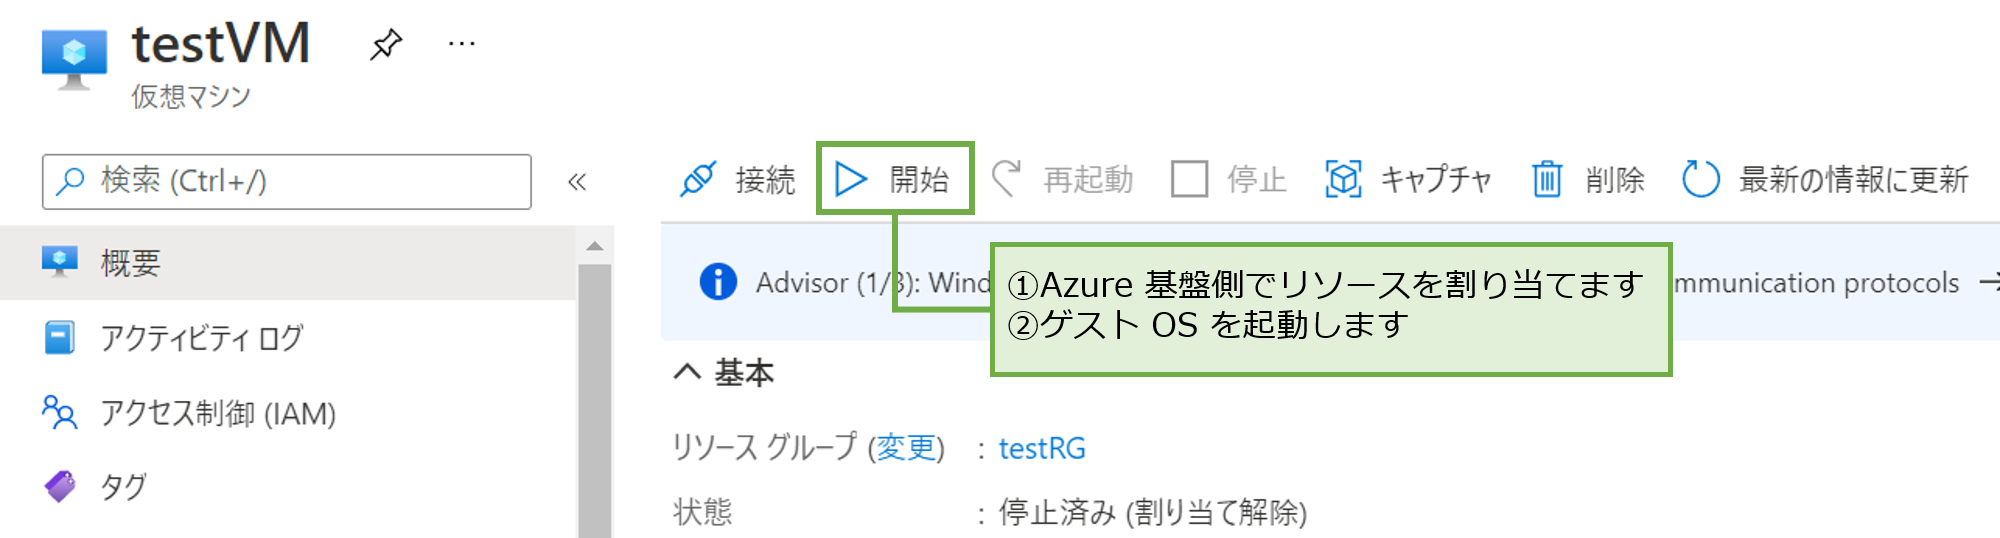 testVM
仮想マシン
検索 (Ctrl+/)
«
接続
開始
再起動
停止
キャプチャ
削除
最新の情報に更新
概要
アクティビティ ログ
アクセス制御 (IAM)
タグ
Advisor (1/3): Wind
mmunication protocols →
①Azure 基盤側でリソースを割り当てます
②ゲスト OS を起動します
基本
リソース グループ (変更) : testRG
状態 : 停止済み (割り当て解除)